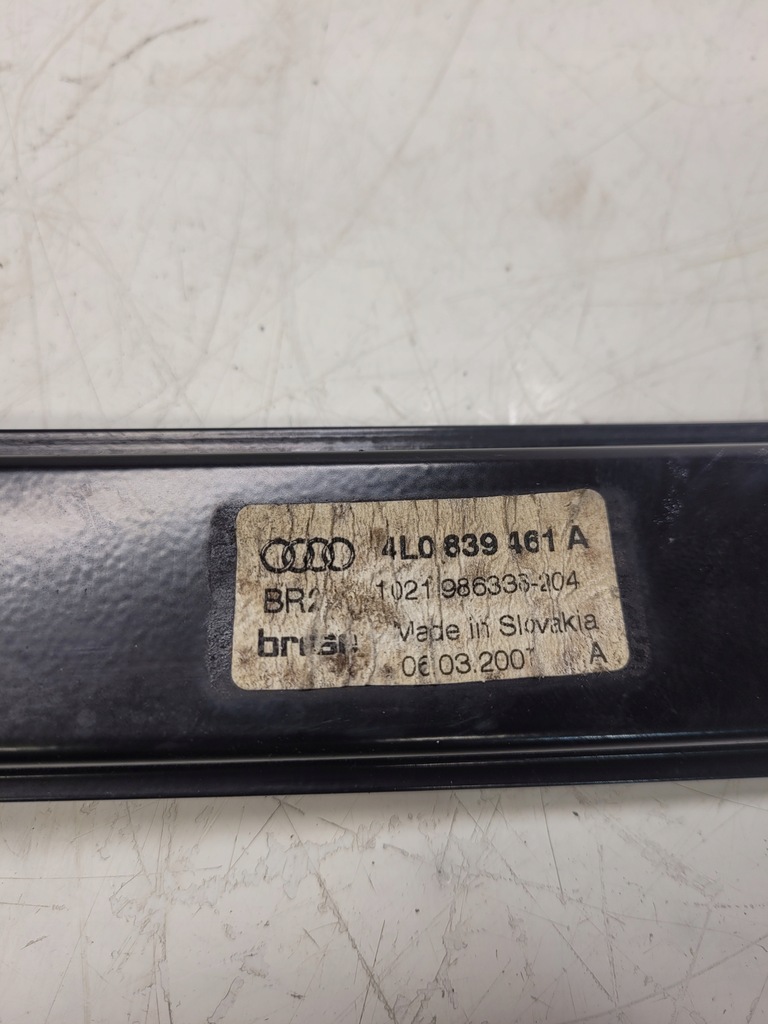 4L0 839 461 A
BR2 1021 986336-204
brose Made in Slovakia
06.03.2007 A